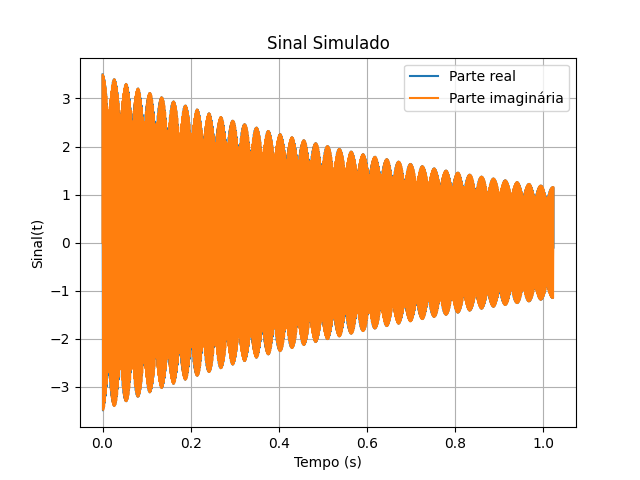 Sinal Simulado
Parte real
Parte imaginária
3
2
1
0
−1
−2
−3
Sinal(t)
0.0 0.2 0.4 0.6 0.8 1.0
Tempo (s)